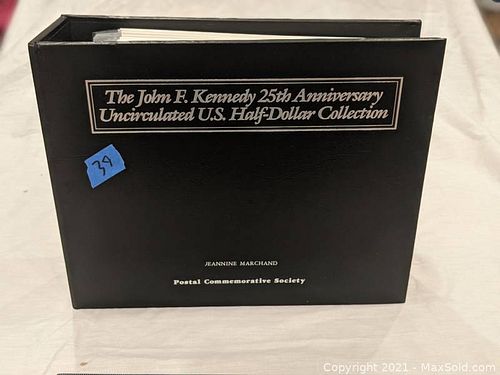 The John F. Kennedy 25th Anniversary
Uncirculated U.S. Half-Dollar Collection
39
JEANNINE MARCHAND
Postal Commemorative Society
Copyright 2021 - MaxSold.com